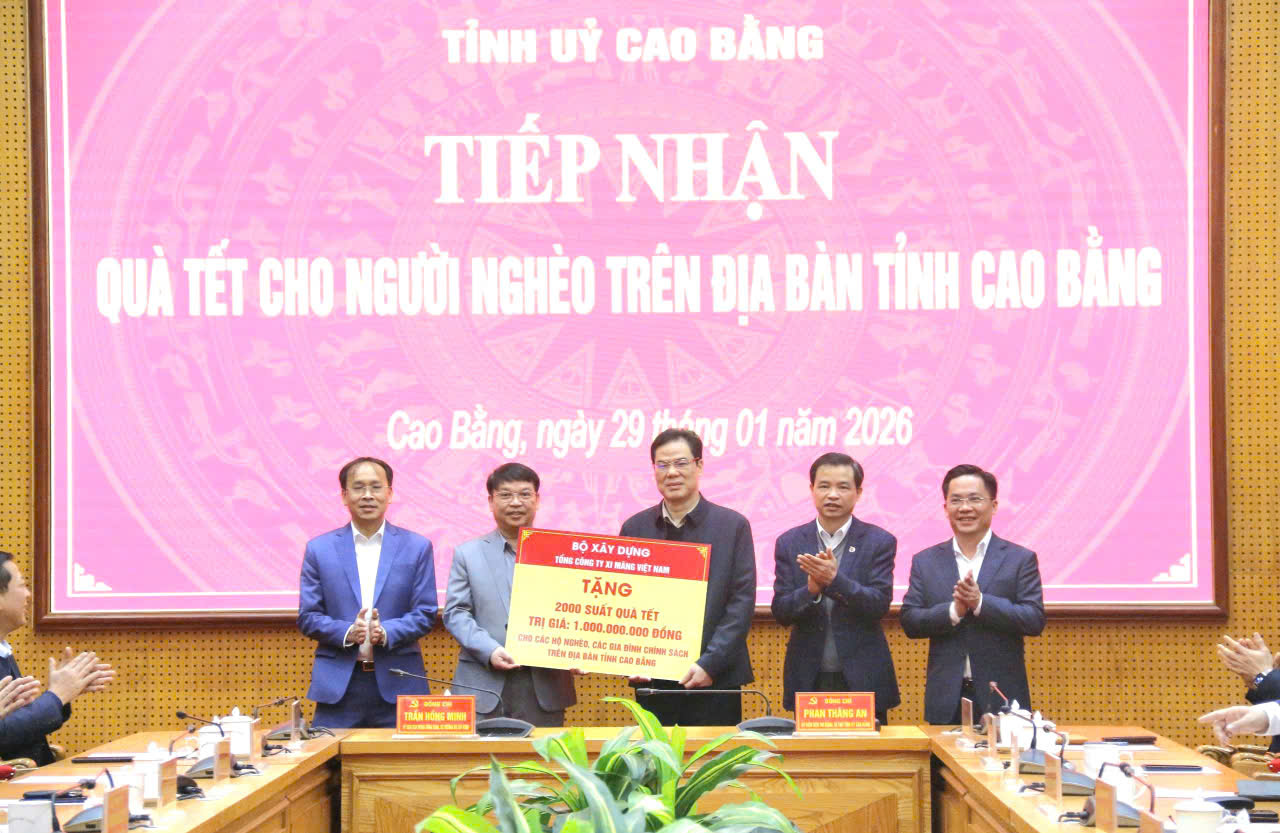 TỈNH UỶ CAO BẰNG
TIẾP NHẬN
QUÀ TẾT CHO NGƯỜI NGHÈO TRÊN ĐỊA BÀN TỈNH CAO BẰNG
Cao Bằng, ngày 29 tháng 01 năm 2026
BỘ XÂY DỰNG
TỔNG CÔNG TY XI MĂNG VIỆT NAM
TẶNG
2000 SUẤT QUÀ TẾT
TRỊ GIÁ: 1.000.000.000 ĐỒNG
CHO CÁC HỘ NGHÈO, CÁC GIA ĐÌNH CHÍNH SÁCH
TRÊN ĐỊA BÀN TỈNH CAO BẰNG
ĐỒNG CHÍ
TRẦN HỒNG MINH
ĐỒNG CHÍ
PHAN THĂNG AN